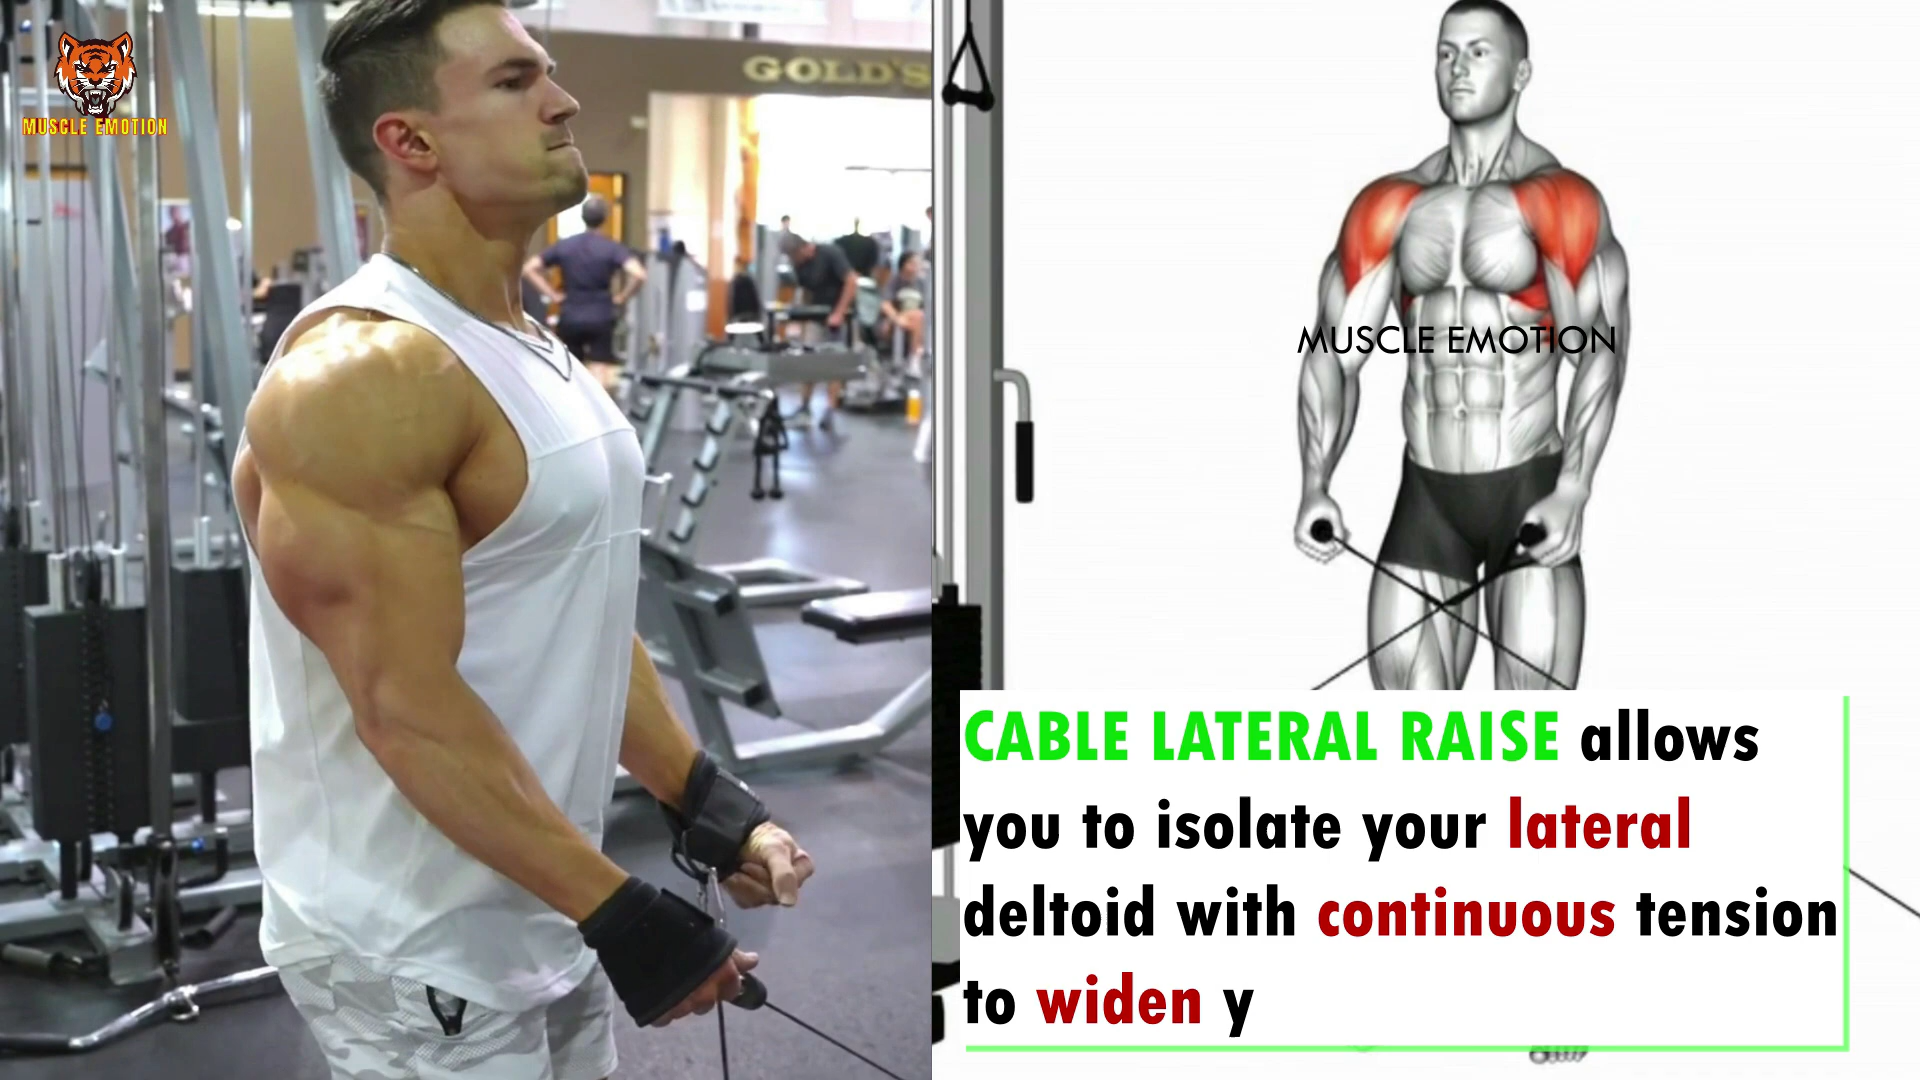 MUSCLE EMOTION
GOLD'S
MUSCLE EMOTION
CABLE LATERAL RAISE allows
you to isolate your lateral
deltoid with continuous tension
to widen y